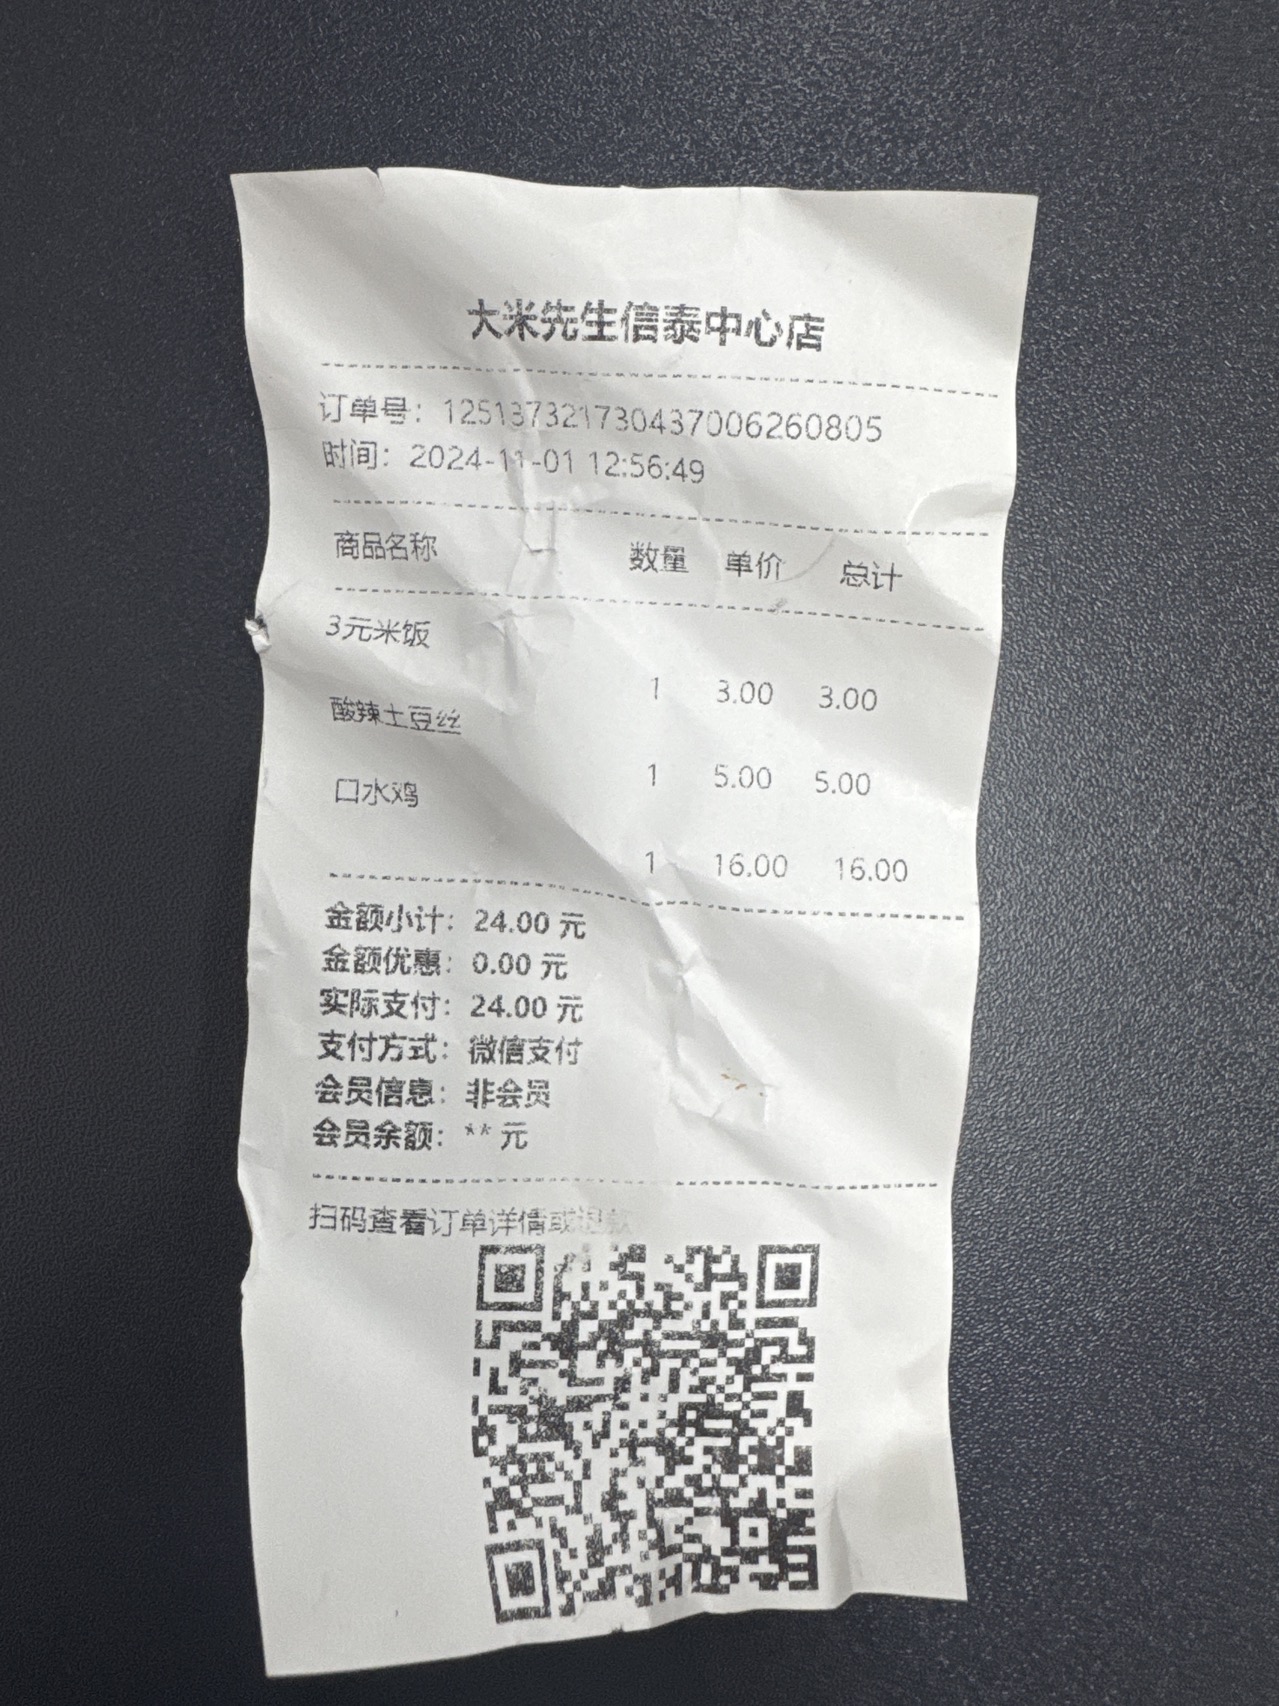 大米先生信泰中心店
订单号：1251373217304370062​60805
时间：2024-11-01 12:56:49
商品名称 数量 单价 总计
3元米饭
1 3.00 3.00
酸辣土豆丝
1 5.00 5.00
口水鸡
1 16.00 16.00
金额小计：24.00 元
金额优惠：0.00 元
实际支付：24.00 元
支付方式：微信支付
会员信息：非会员
会员余额：** 元
扫码查看订单详情或退款